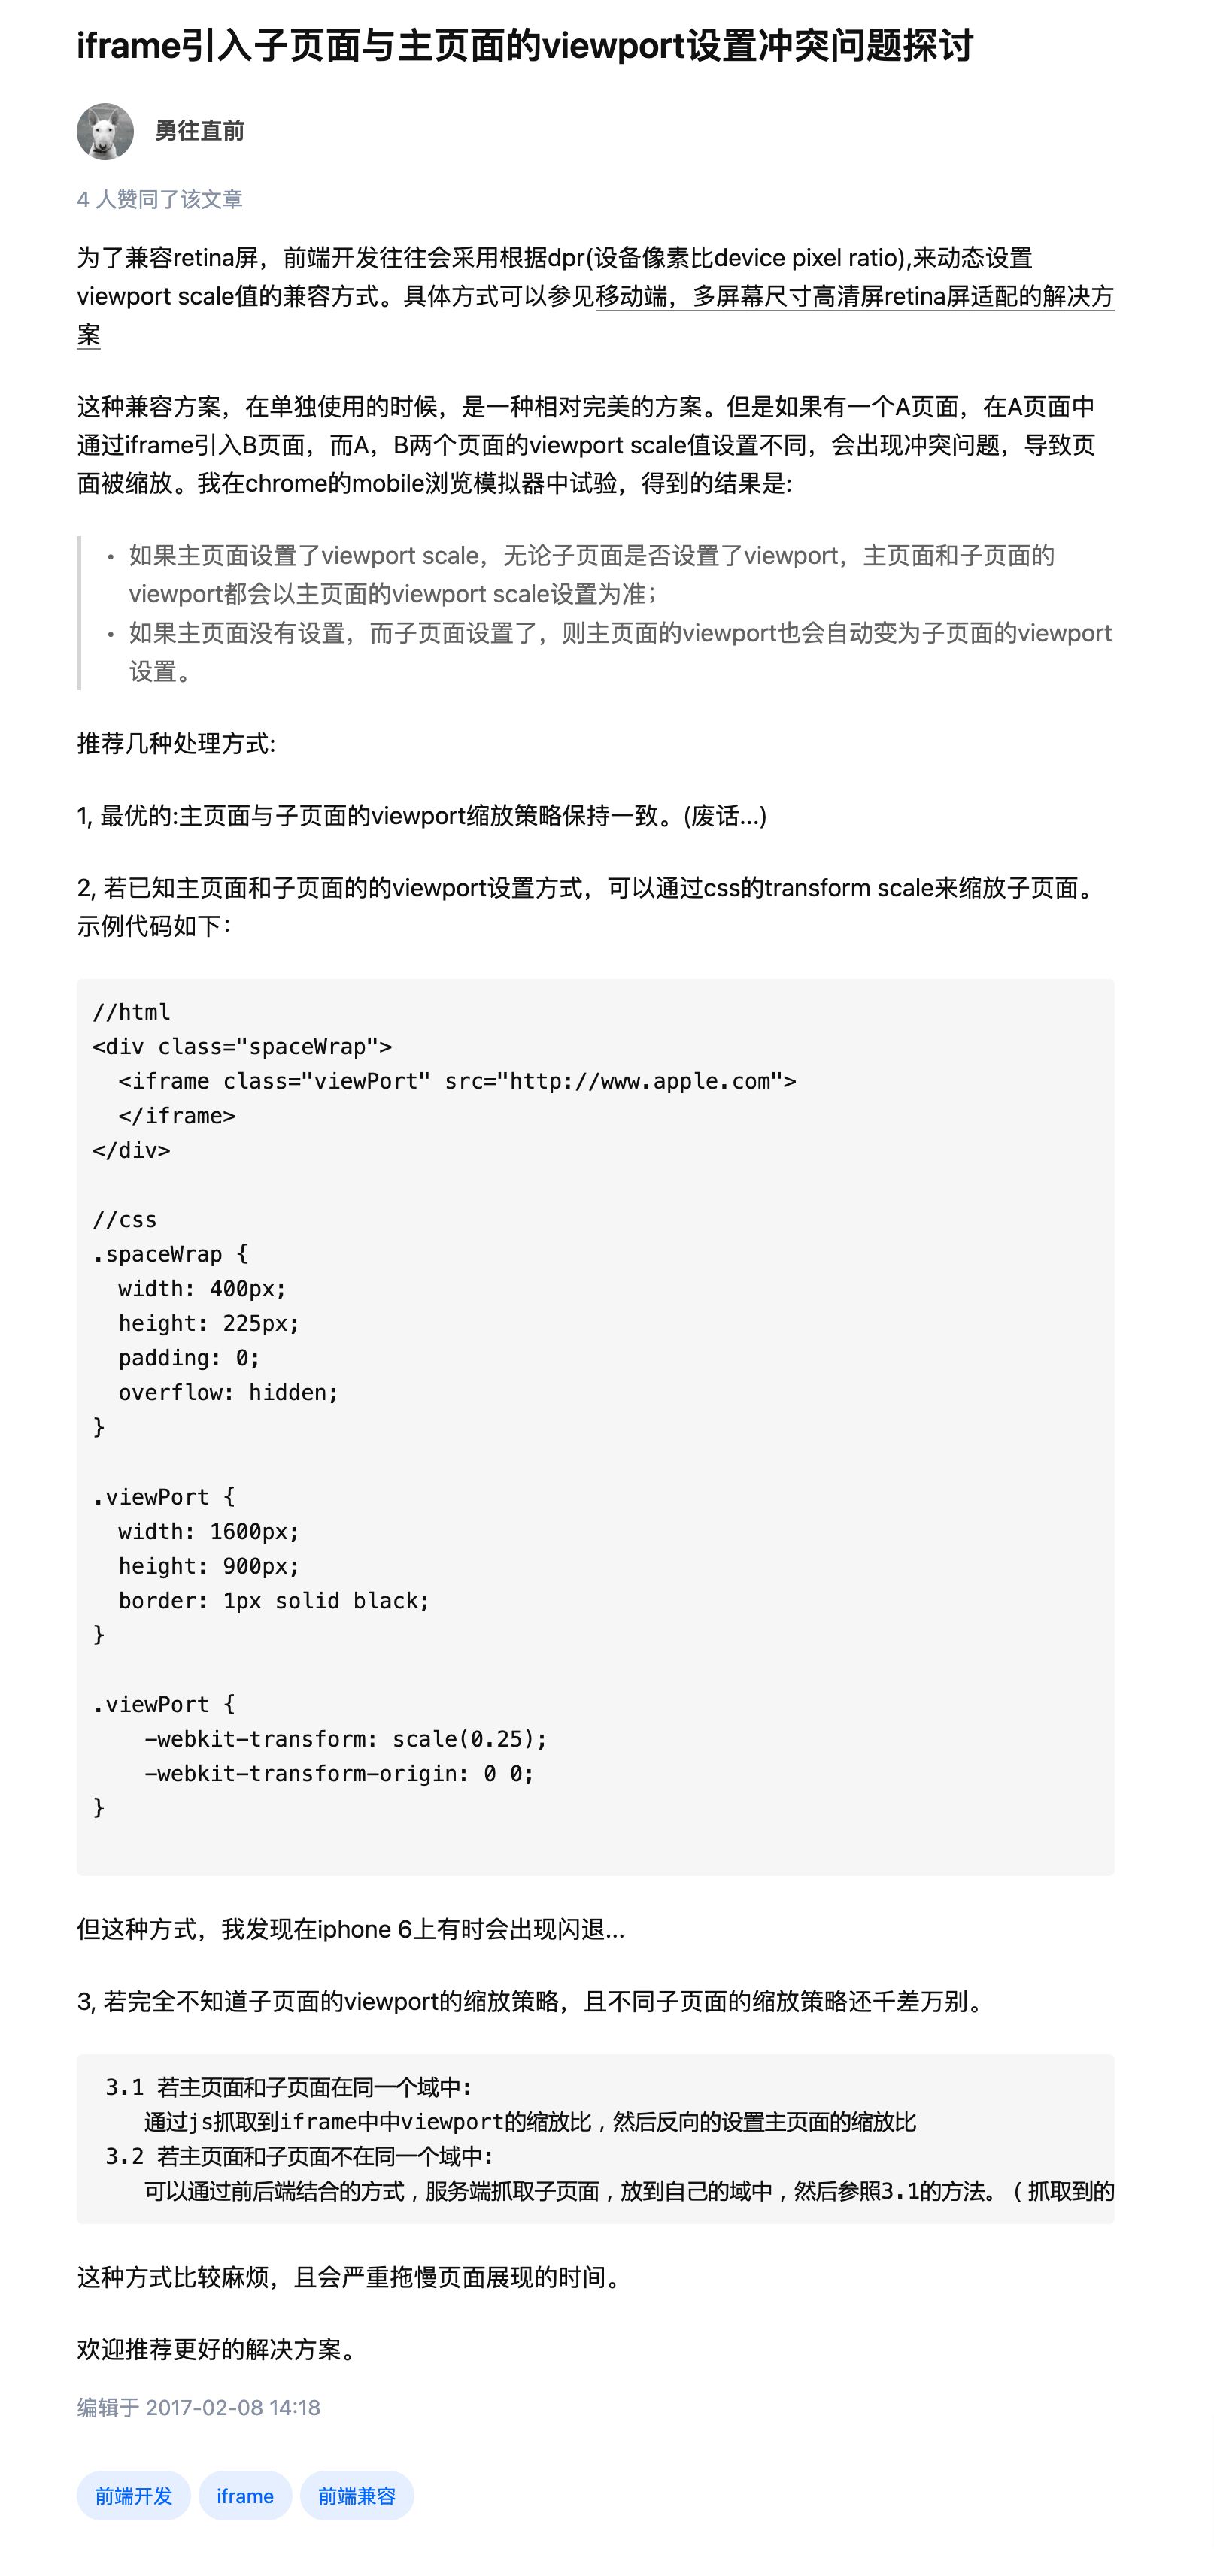 iframe引入子页面与主页面的viewport设置冲突问题探讨
勇往直前
4 人赞同了该文章
为了兼容retina屏，前端开发往往会采用根据dpr(设备像素比device pixel ratio),来动态设置
viewport scale值的兼容方式。具体方式可以参见移动端，多屏幕尺寸高清屏retina屏适配的解决方
案
这种兼容方案，在单独使用的时候，是一种相对完美的方案。但是如果有一个A页面，在A页面中
通过iframe引入B页面，而A，B两个页面的viewport scale值设置不同，会出现冲突问题，导致页
面被缩放。我在chrome的mobile浏览模拟器中试验，得到的结果是:
• 如果主页面设置了viewport scale，无论子页面是否设置了viewport，主页面和子页面的
viewport都会以主页面的viewport scale设置为准；
• 如果主页面没有设置，而子页面设置了，则主页面的viewport也会自动变为子页面的viewport
设置。
推荐几种处理方式:
1, 最优的:主页面与子页面的viewport缩放策略保持一致。(废话...)
2, 若已知主页面和子页面的的viewport设置方式，可以通过css的transform scale来缩放子页面。
示例代码如下：
//html
<div class="spaceWrap">
  <iframe class="viewPort" src="http://www.apple.com">
  </iframe>
</div>
//css
.spaceWrap {
  width: 400px;
  height: 225px;
  padding: 0;
  overflow: hidden;
}
.viewPort {
  width: 1600px;
  height: 900px;
  border: 1px solid black;
}
.viewPort {
    -webkit-transform: scale(0.25);
    -webkit-transform-origin: 0 0;
}
但这种方式，我发现在iphone 6上有时会出现闪退...
3, 若完全不知道子页面的viewport的缩放策略，且不同子页面的缩放策略还千差万别。
3.1 若主页面和子页面在同一个域中:
   通过js抓取到iframe中中viewport的缩放比，然后反向的设置主页面的缩放比
3.2 若主页面和子页面不在同一个域中:
   可以通过前后端结合的方式，服务端抓取子页面，放到自己的域中，然后参照3.1的方法。（抓取到的
这种方式比较麻烦，且会严重拖慢页面展现的时间。
欢迎推荐更好的解决方案。
编辑于 2017-02-08 14:18
前端开发 iframe 前端兼容